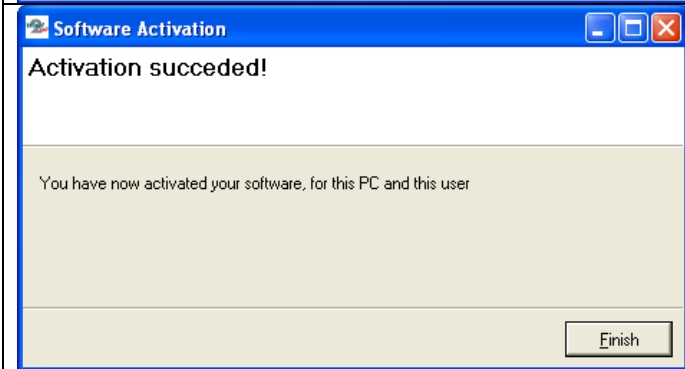 Software Activation
Activation succeded!
You have now activated your software, for this PC and this user
Finish